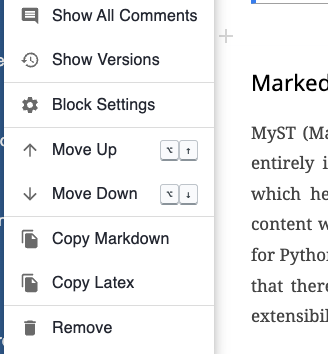 Show All Comments
Show Versions
Block Settings
Move Up ⌥ ↑
Move Down ⌥ ↓
Copy Markdown
Copy Latex
Remove
Marked
MyST (Ma
entirely i
which he
content w
for Python
that there
extensibil